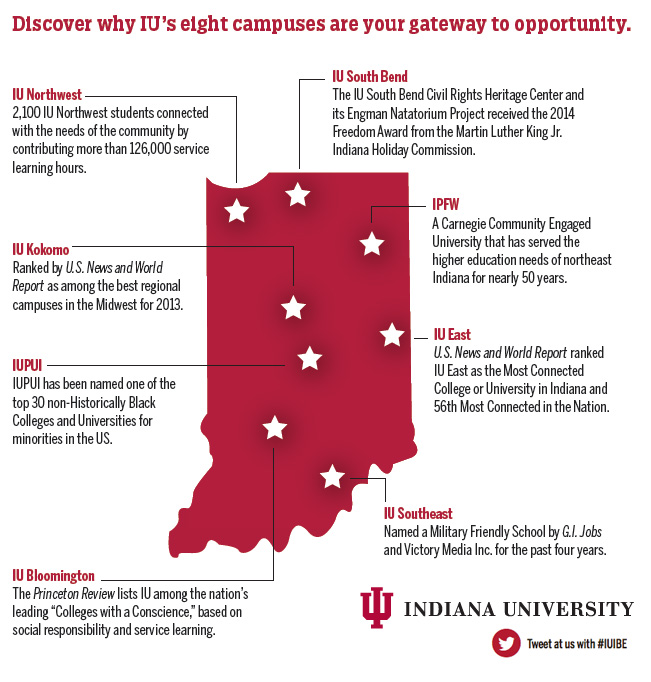 Discover why IU's eight campuses are your gateway to opportunity.
IU Northwest
2,100 IU Northwest students connected
with the needs of the community by
contributing more than 126,000 service
learning hours.
IU South Bend
The IU South Bend Civil Rights Heritage Center and
its Engman Natatorium Project received the 2014
Freedom Award from the Martin Luther King Jr.
Indiana Holiday Commission.
IPFW
A Carnegie Community Engaged
University that has served the
higher education needs of northeast
Indiana for nearly 50 years.
IU Kokomo
Ranked by U.S. News and World
Report as among the best regional
campuses in the Midwest for 2013.
IU East
U.S. News and World Report ranked
IU East as the Most Connected
College or University in Indiana and
56th Most Connected in the Nation.
IUPUI
IUPUI has been named one of the
top 30 non-Historically Black
Colleges and Universities for
minorities in the US.
IU Southeast
Named a Military Friendly School by G.I. Jobs
and Victory Media Inc. for the past four years.
IU Bloomington
The Princeton Review lists IU among the nation's
leading “Colleges with a Conscience,” based on
social responsibility and service learning.
INDIANA UNIVERSITY
Tweet at us with #IUIBE